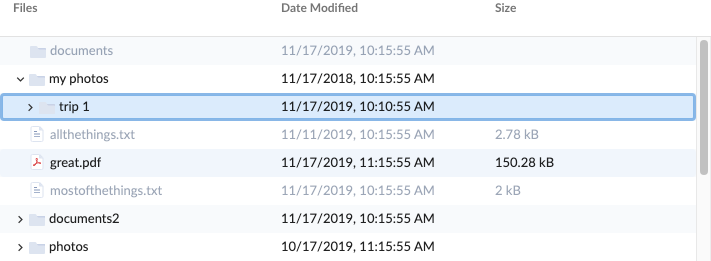 Files Date Modified Size
documents 11/17/2019, 10:15:55 AM
my photos 11/17/2018, 10:15:55 AM
trip 1 11/17/2019, 10:10:55 AM
allthethings.txt 11/11/2019, 10:15:55 AM 2.78 kB
great.pdf 11/17/2019, 11:15:55 AM 150.28 kB
mostofthethings.txt 11/17/2019, 10:15:55 AM 2 kB
documents2 11/17/2019, 10:15:55 AM
photos 10/17/2019, 11:15:55 AM